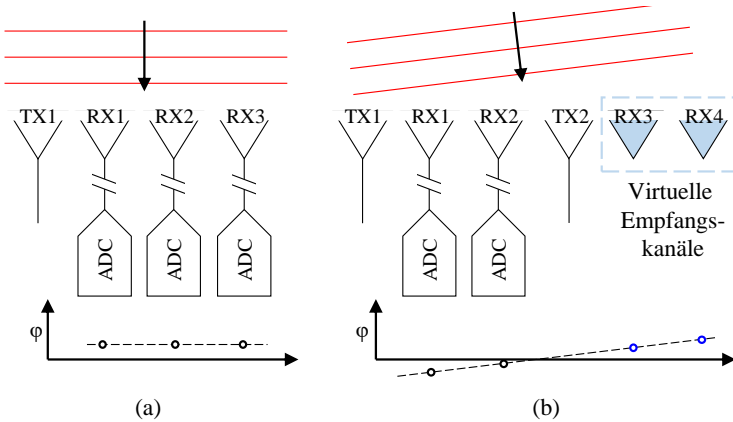 TX1 RX1 RX2 RX3
ADC ADC ADC
φ
(a)
TX1 RX1 RX2 TX2 RX3 RX4
Virtuelle
Empfangs-
kanäle
ADC ADC
φ
(b)